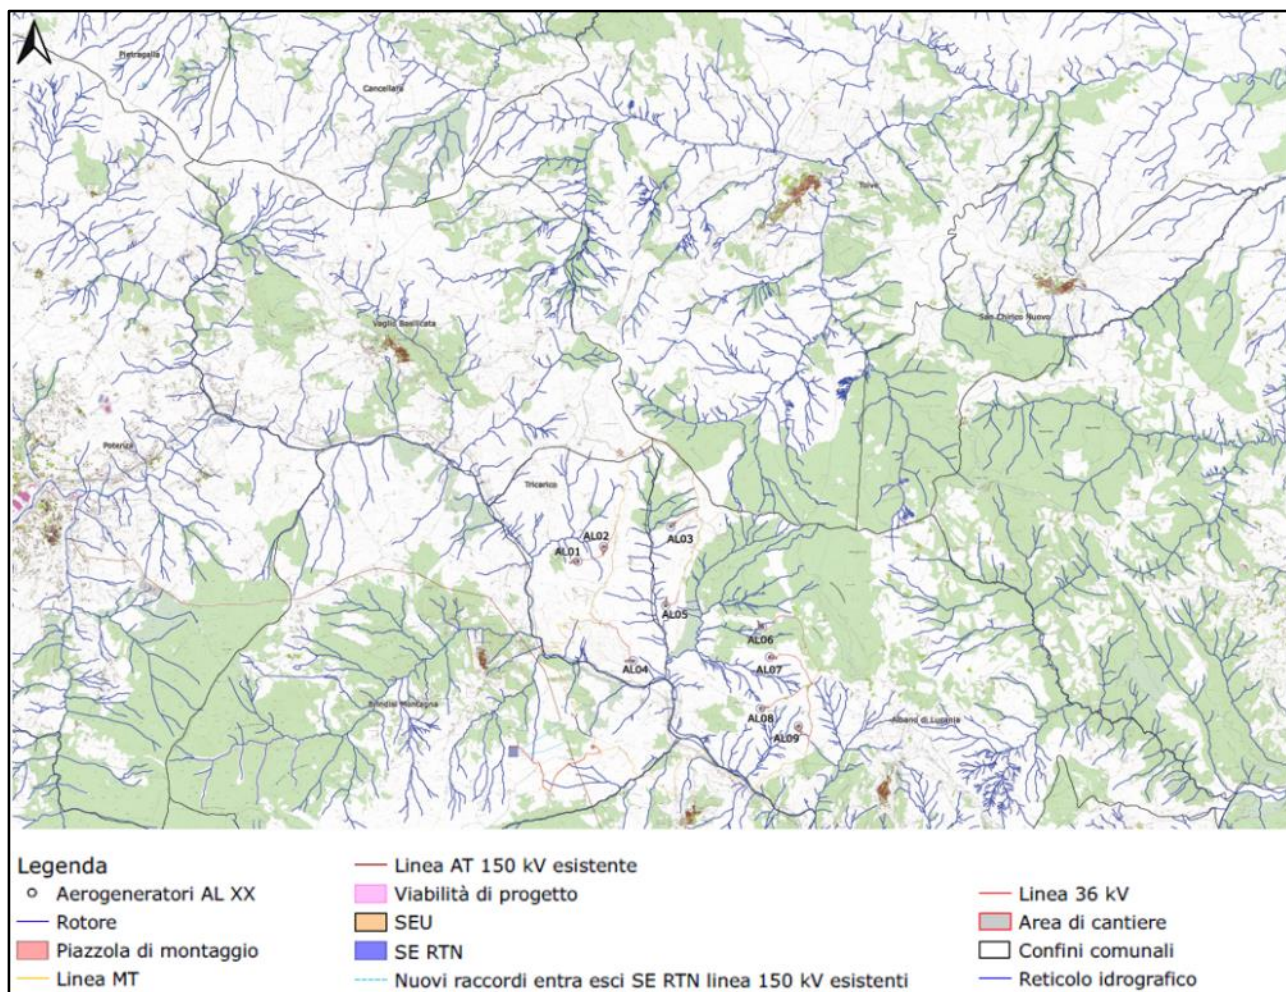 Pietragalla
Cancellara
Tolve
San Chirico Nuovo
Vaglio Basilicata
Potenza
Tricarico
AL02
AL03
AL01
AL05
AL06
AL04
AL07
Brindisi Montagna
AL08
Albano di Lucania
AL09
Legenda
Aerogeneratori AL XX
Rotore
Piazzola di montaggio
Linea MT
Linea AT 150 kV esistente
Viabilità di progetto
SEU
SE RTN
Nuovi raccordi entra esci SE RTN linea 150 kV esistenti
Linea 36 kV
Area di cantiere
Confini comunali
Reticolo idrografico